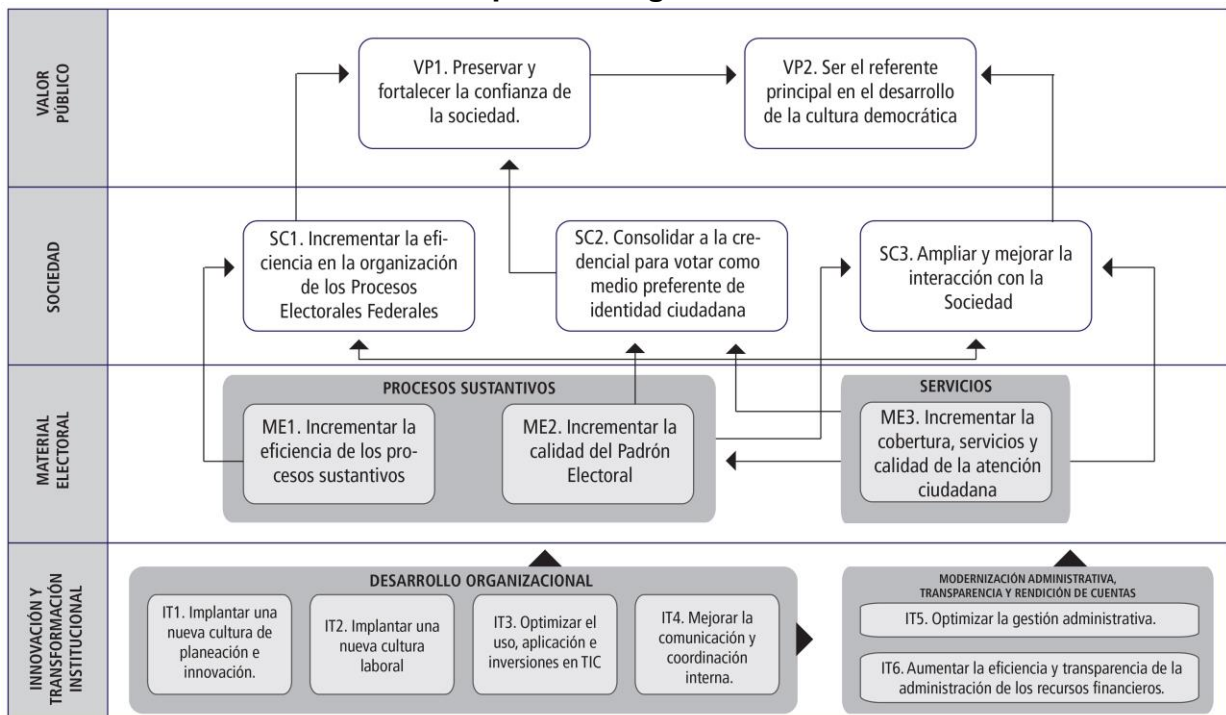 VALOR
PÚBLICO
VP1. Preservar y
fortalecer la confianza de
la sociedad.
VP2. Ser el referente
principal en el desarrollo
de la cultura democrática
SOCIEDAD
SC1. Incrementar la efi-
ciencia en la organización
de los Procesos
Electorales Federales
SC2. Consolidar a la cre-
dencial para votar como
medio preferente de
identidad ciudadana
SC3. Ampliar y mejorar la
interacción con la
Sociedad
MATERIAL
ELECTORAL
PROCESOS SUSTANTIVOS
ME1. Incrementar la
eficiencia de los pro-
cesos sustantivos
ME2. Incrementar la
calidad del Padrón
Electoral
SERVICIOS
ME3. Incrementar la
cobertura, servicios y
calidad de la atención
ciudadana
INNOVACIÓN Y
TRANSFORMACIÓN
INSTITUCIONAL
DESARROLLO ORGANIZACIONAL
IT1. Implantar una
nueva cultura de
planeación e
innovación.
IT2. Implantar una
nueva cultura
laboral
IT3. Optimizar el
uso, aplicación e
inversiones en TIC
IT4. Mejorar la
comunicación y
coordinación
interna.
MODERNIZACIÓN ADMINISTRATIVA,
TRANSPARENCIA Y RENDICIÓN DE CUENTAS
IT5. Optimizar la gestión administrativa.
IT6. Aumentar la eficiencia y transparencia de la
administración de los recursos financieros.